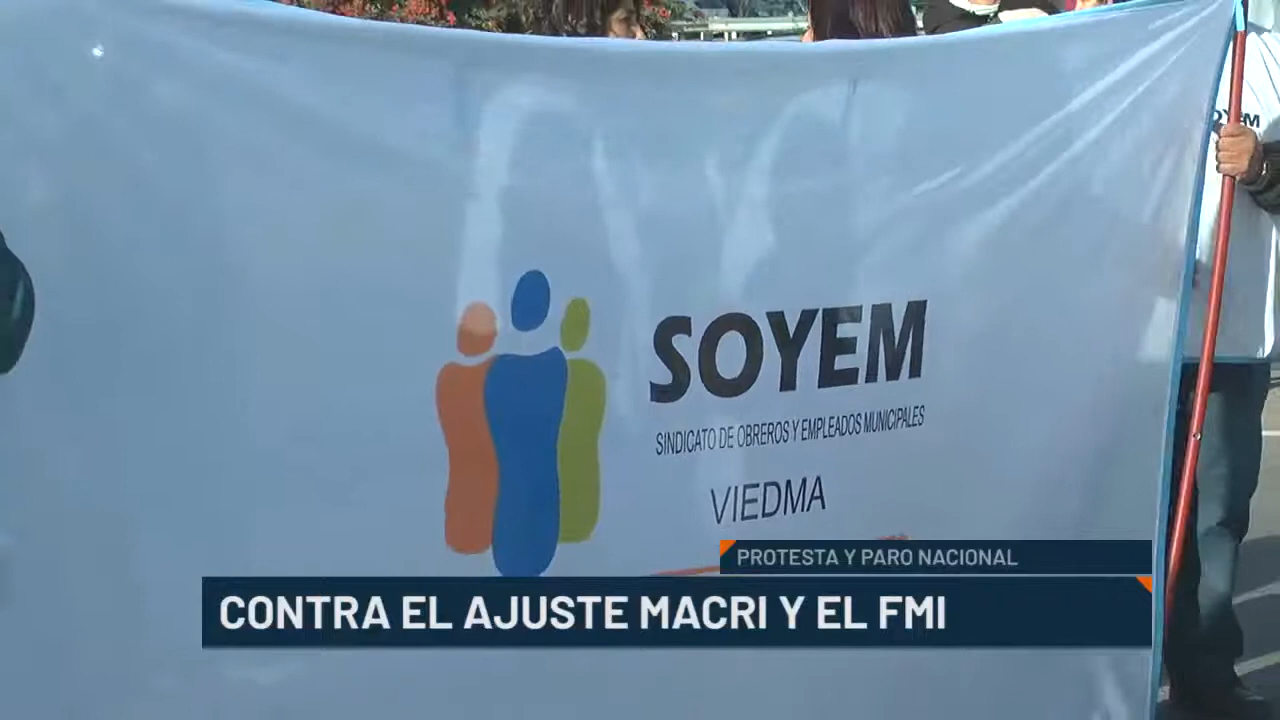 SOYEM
SINDICATO DE OBREROS Y EMPLEADOS MUNICIPALES
VIEDMA
PROTESTA Y PARO NACIONAL
CONTRA EL AJUSTE MACRI Y EL FMI